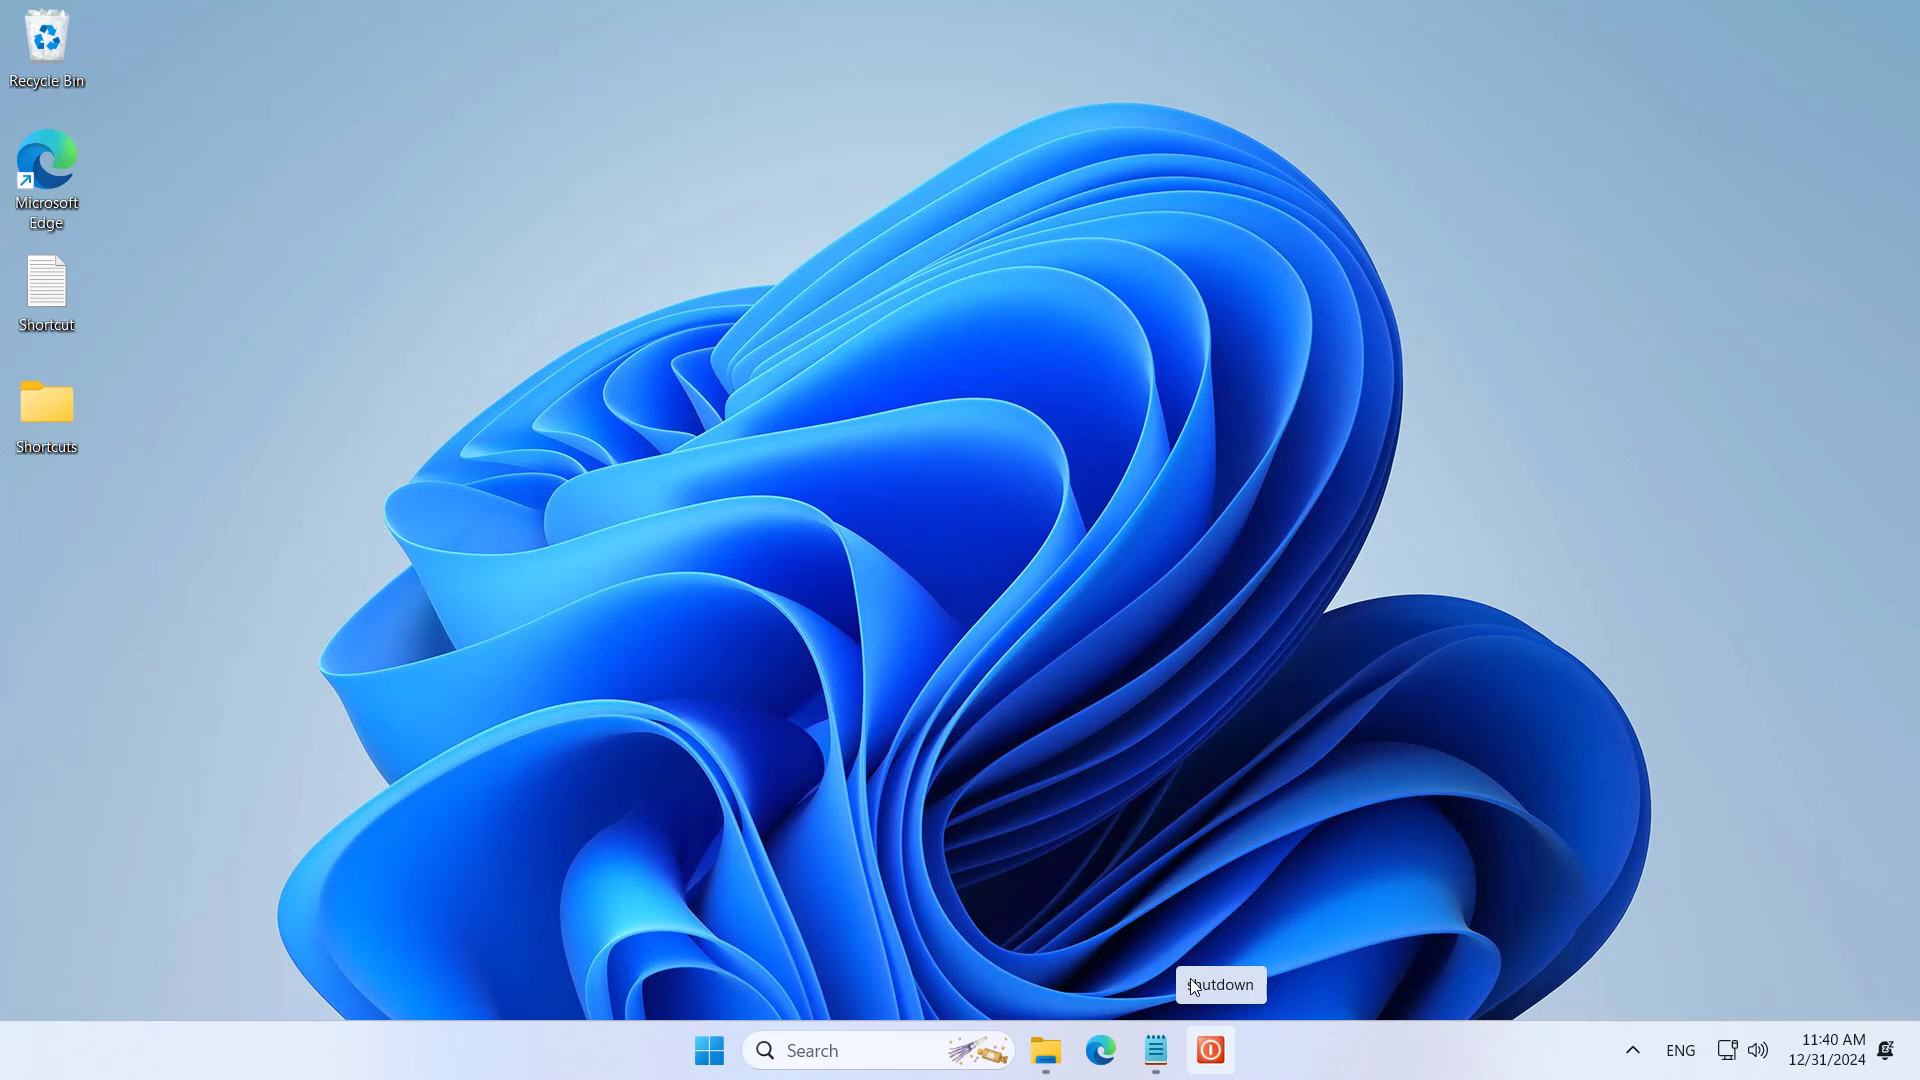 Recycle Bin
Microsoft
Edge
Shortcut
Shortcuts
shutdown
Search
ENG
11:40 AM
12/31/2024